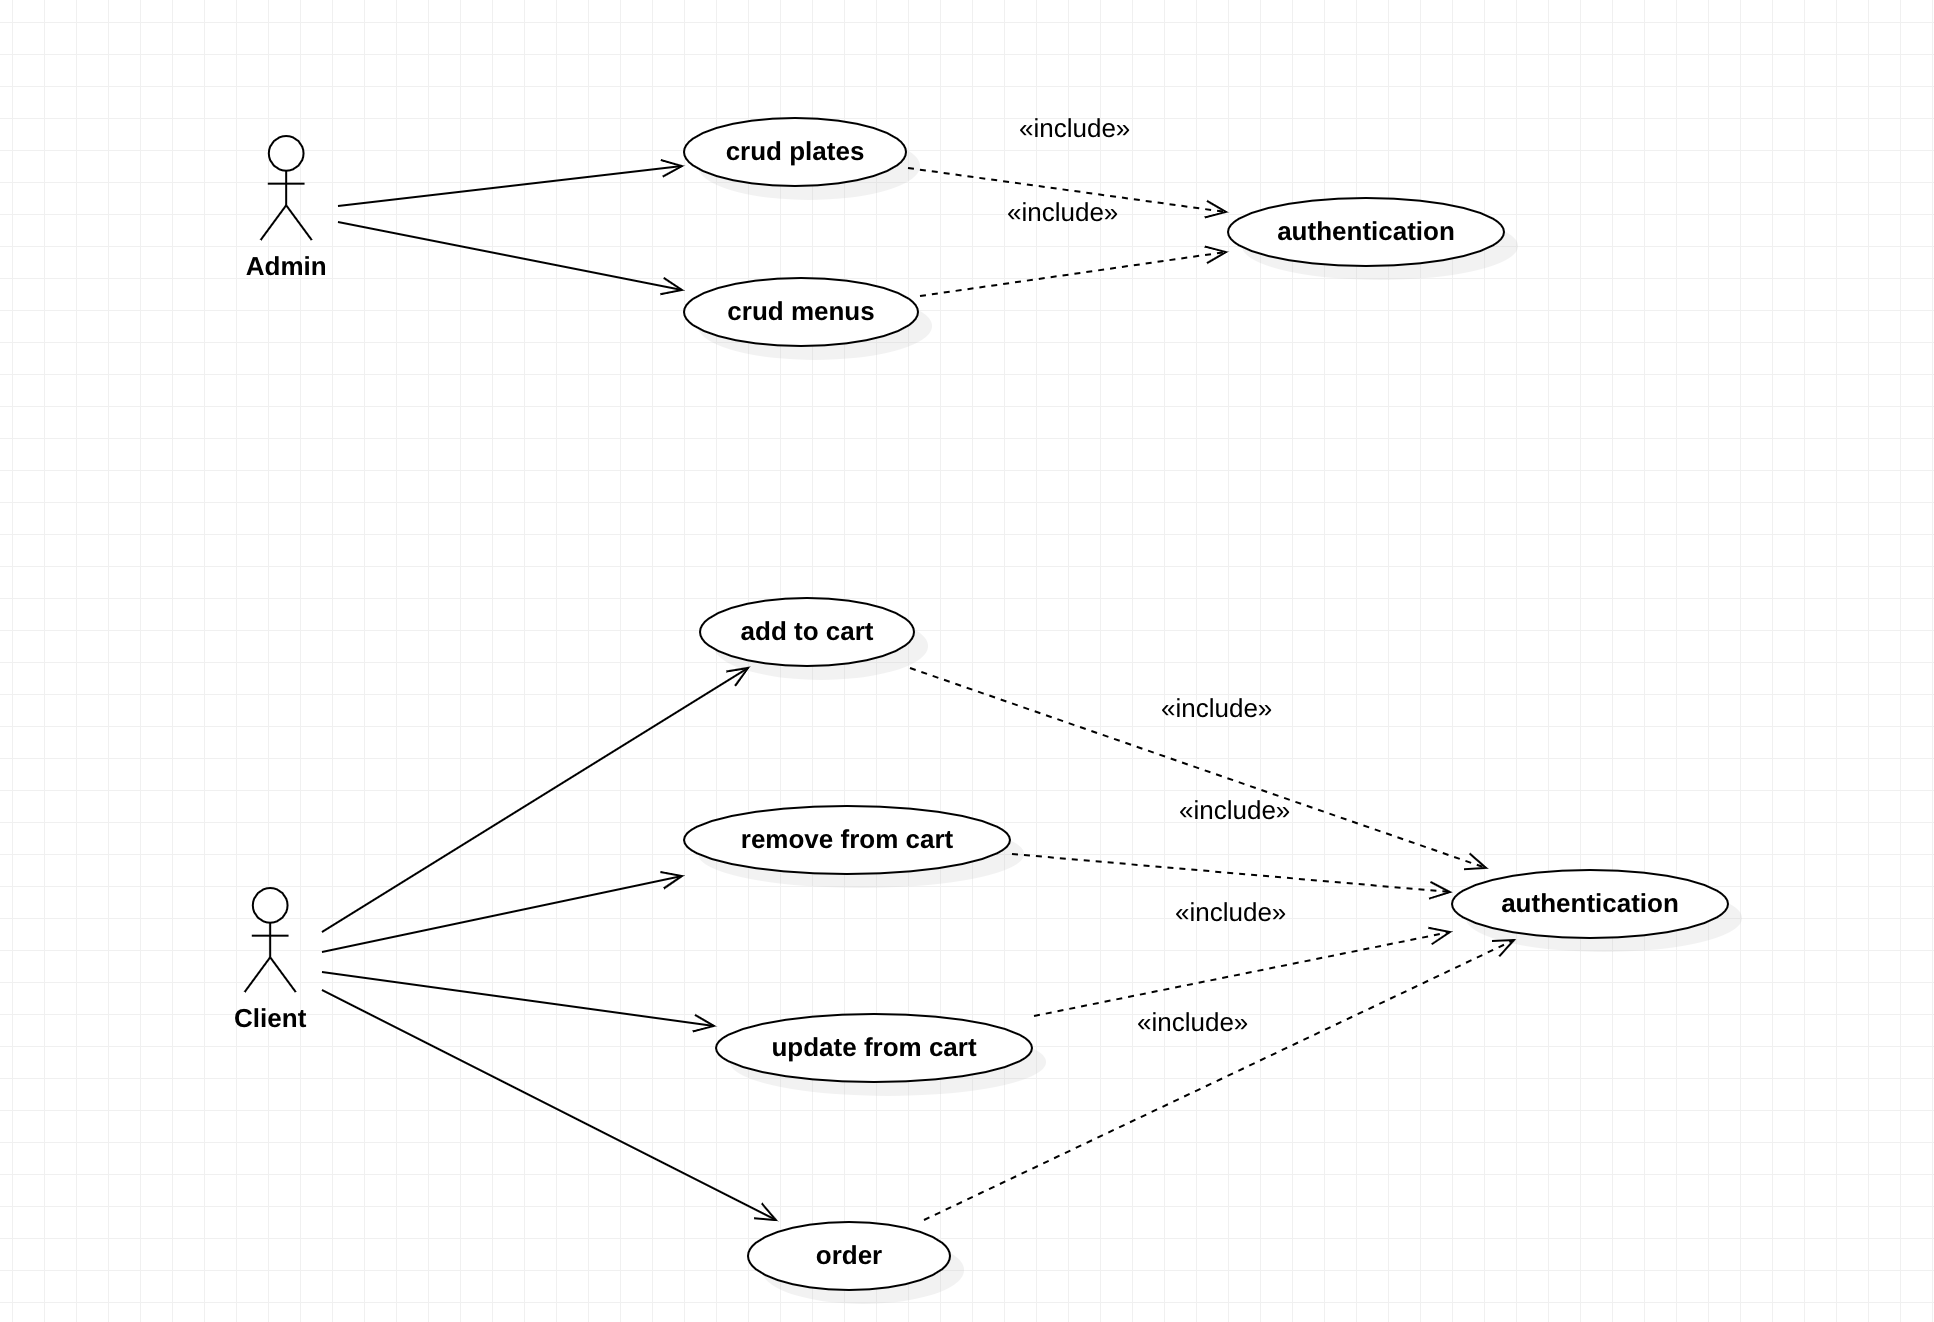 «include»
crud plates
«include»
authentication
Admin
crud menus
add to cart
«include»
«include»
remove from cart
authentication
«include»
Client
«include»
update from cart
order